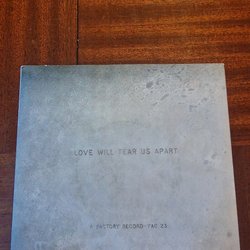 LOVE WILL TEAR US APART
A FACTORY RECORD FAC 23